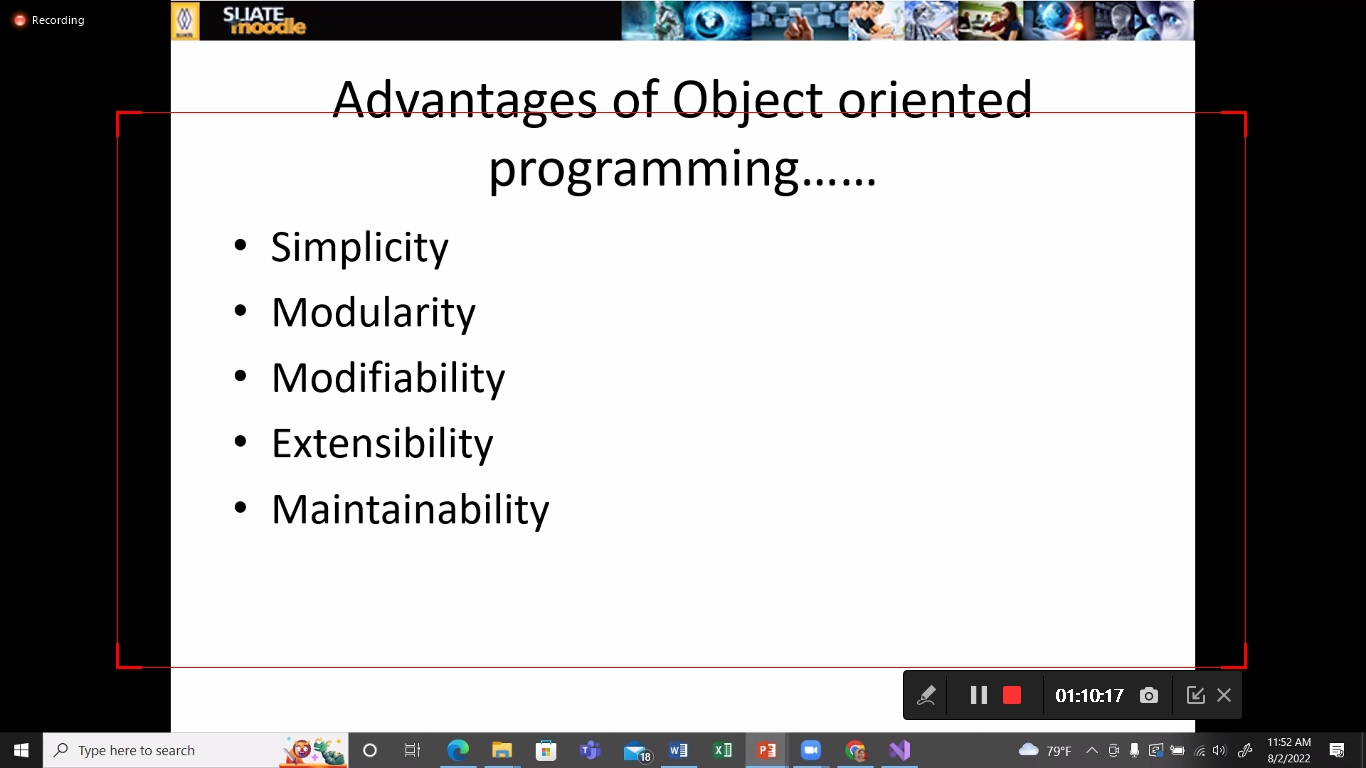 Recording
SLIATE
moodle
SLIATE
Advantages of Object oriented
programming......
• Simplicity
• Modularity
• Modifiability
• Extensibility
• Maintainability
01:10:17
Type here to search
18
79°F
11:52 AM
8/2/2022